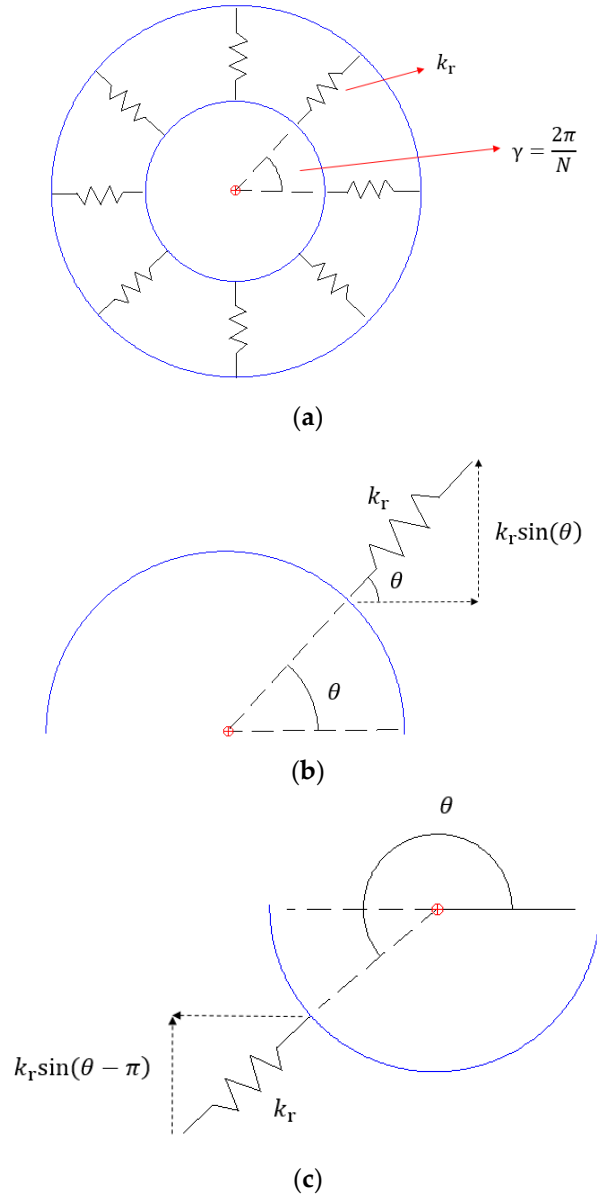 k_r
γ = 2π/N
(a)
k_r
k_r sin(θ)
θ
θ
(b)
θ
k_r sin(θ − π)
k_r
(c)